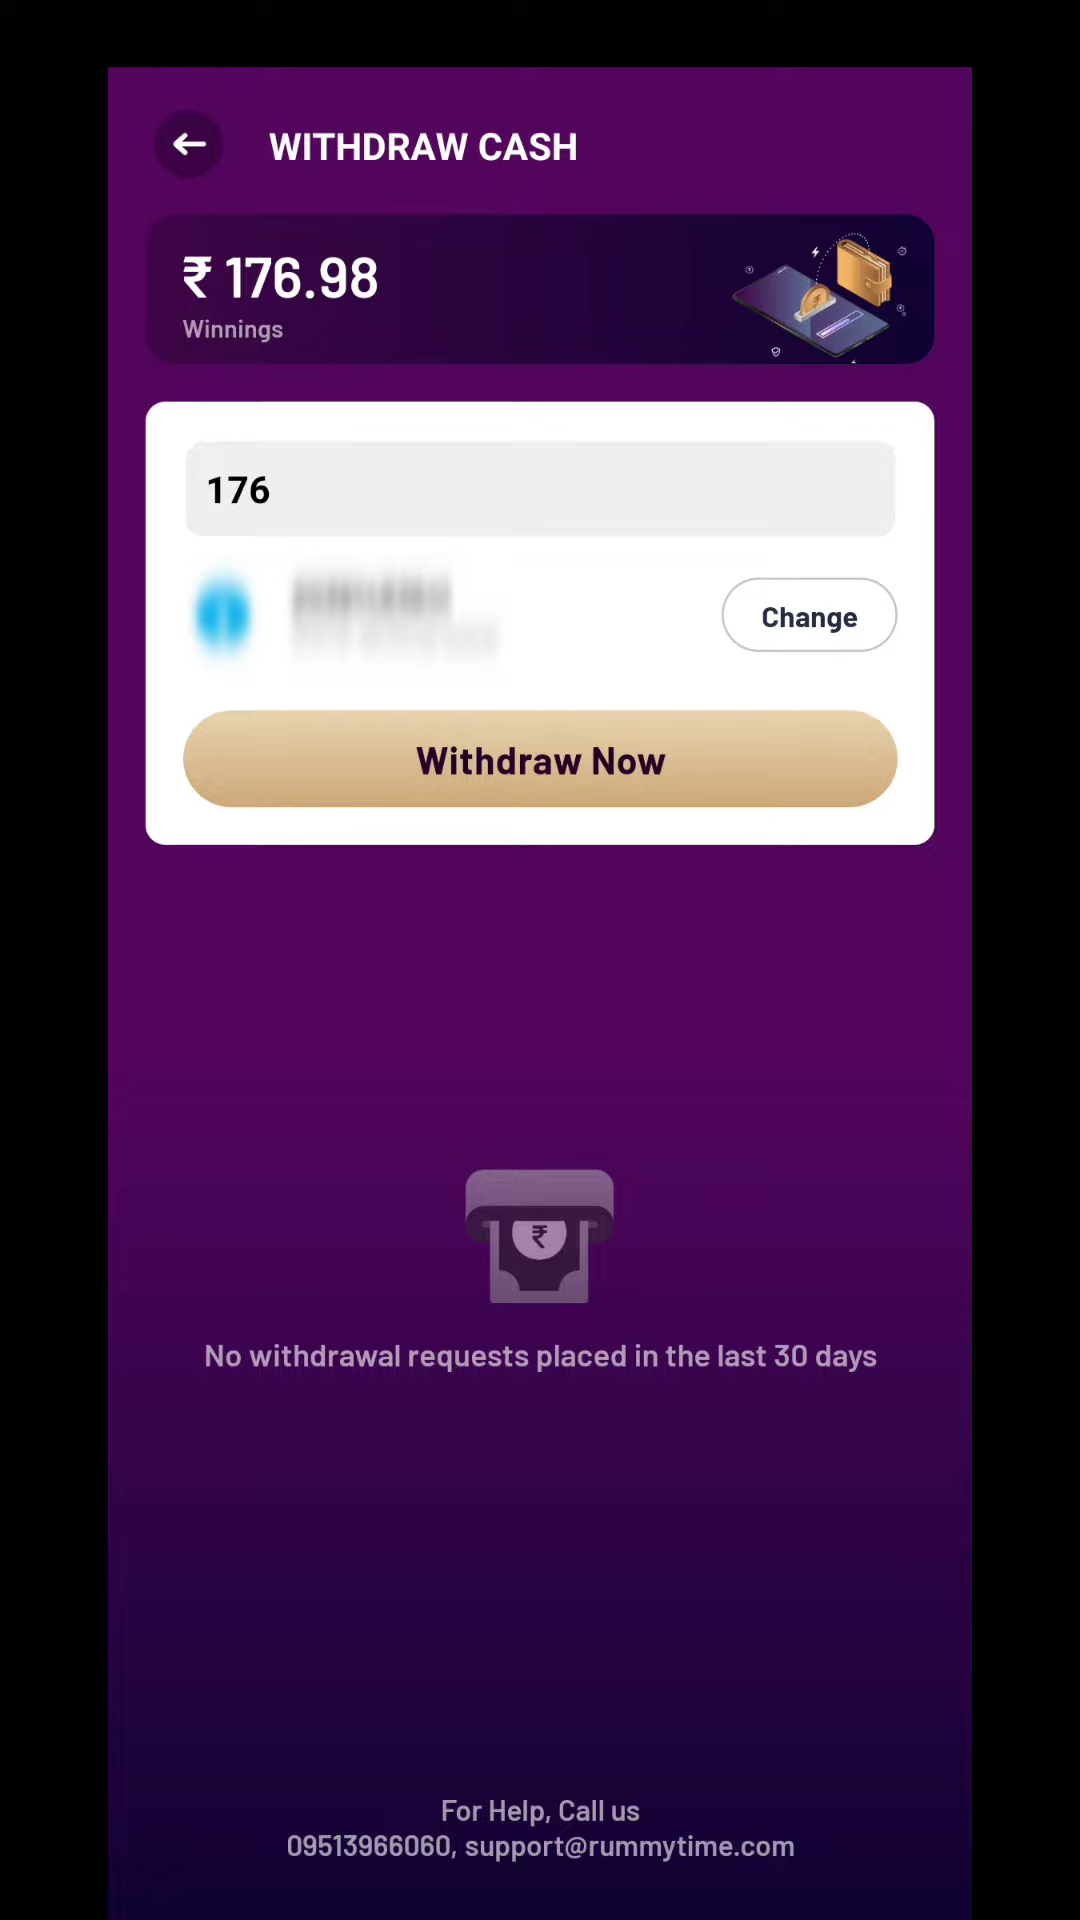 WITHDRAW CASH
₹ 176.98
Winnings
176
Change
Withdraw Now
₹
No withdrawal requests placed in the last 30 days
For Help, Call us
09513966060, support@rummytime.com